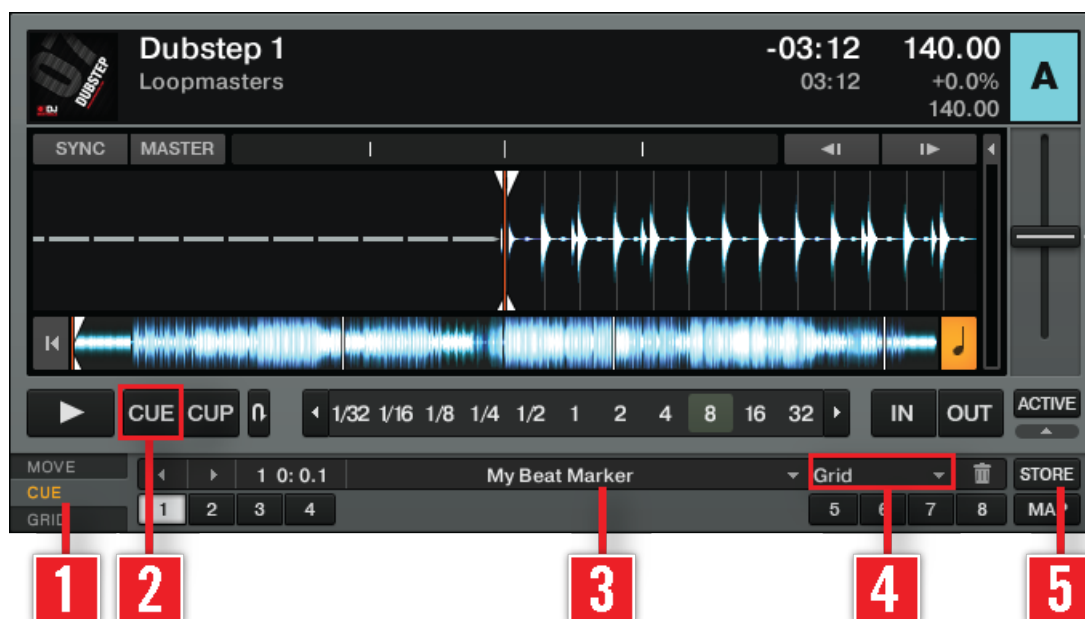 Dubstep 1
Loopmasters
-03:12
03:12
140.00
+0.0%
140.00
A
DUBSTEP
SYNC MASTER
CUE CUP
1/32 1/16 1/8 1/4 1/2 1 2 4 8 16 32
IN OUT
ACTIVE
MOVE
CUE
GRID
1 0: 0.1
My Beat Marker
Grid
STORE
1 2 3 4
5 6 7 8
MAP
1 2 3 4 5